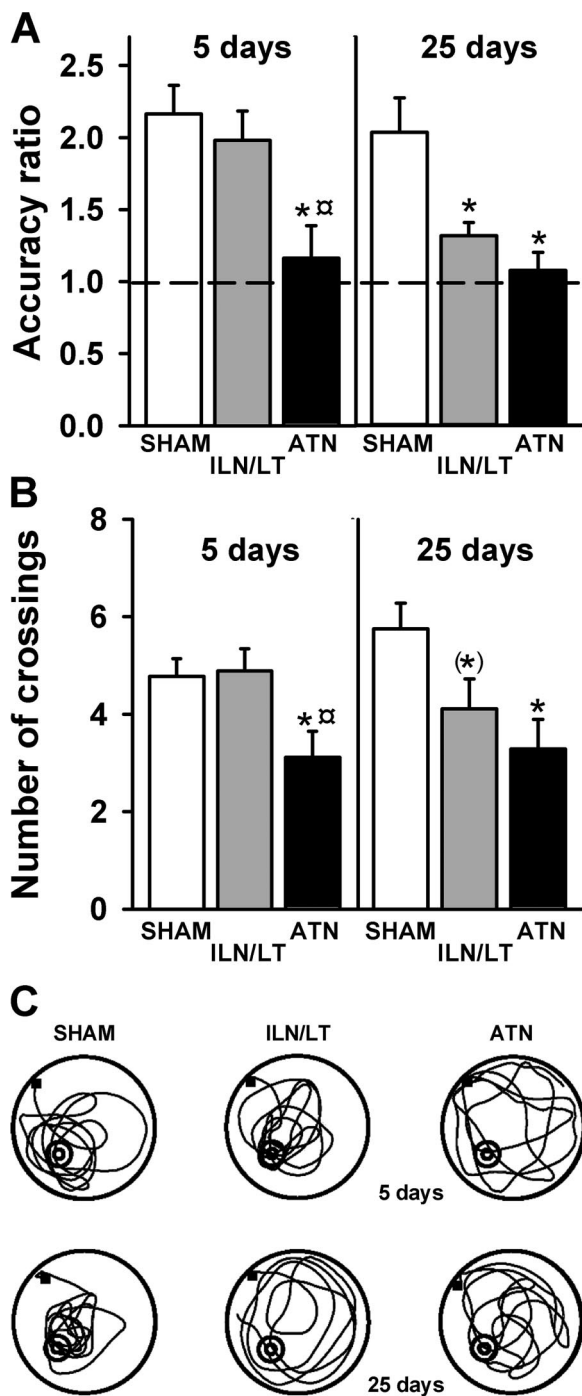 A
5 days 25 days
Accuracy ratio
2.5
2.0
1.5
1.0
0.5
0.0
*¤
*
*
SHAM ATN SHAM ATN
ILN/LT ILN/LT
B
5 days 25 days
Number of crossings
8
6
4
2
0
*¤
(*)
*
SHAM ATN SHAM ATN
ILN/LT ILN/LT
C
SHAM ILN/LT ATN
5 days
25 days